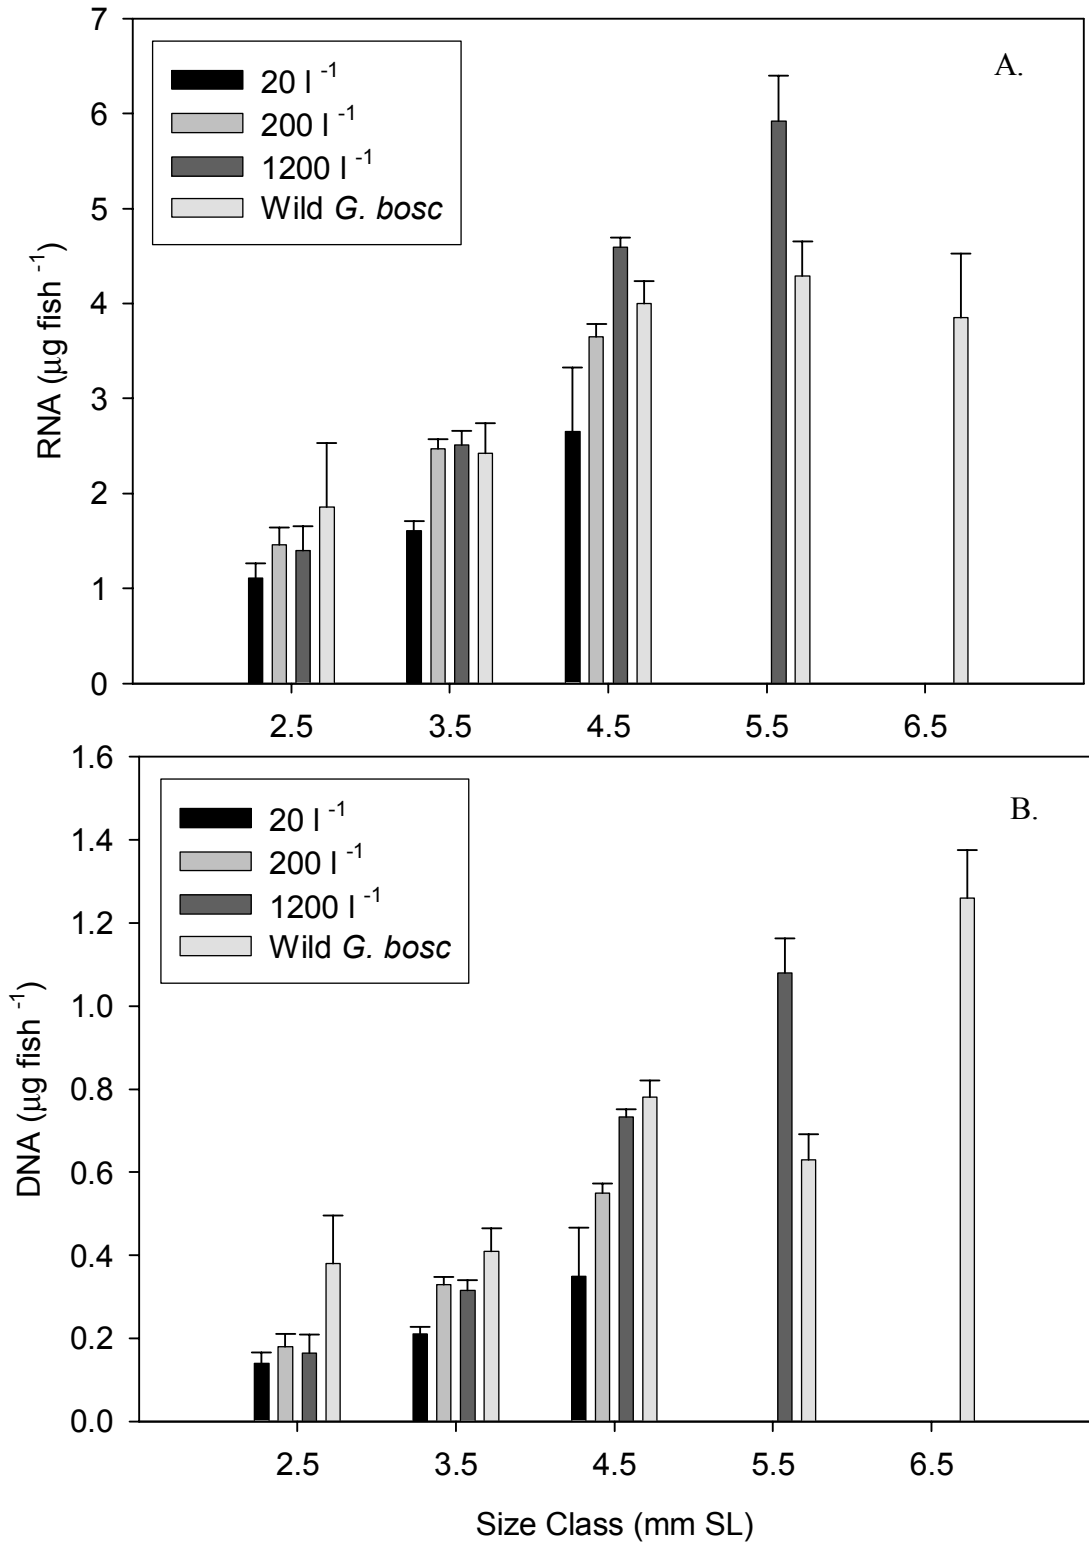 A.
20 l -1
200 l -1
1200 l -1
Wild G. bosc
RNA (µg fish -1)
7
6
5
4
3
2
1
0
2.5 3.5 4.5 5.5 6.5
B.
20 l -1
200 l -1
1200 l -1
Wild G. bosc
DNA (µg fish -1)
1.6
1.4
1.2
1.0
0.8
0.6
0.4
0.2
0.0
2.5 3.5 4.5 5.5 6.5
Size Class (mm SL)